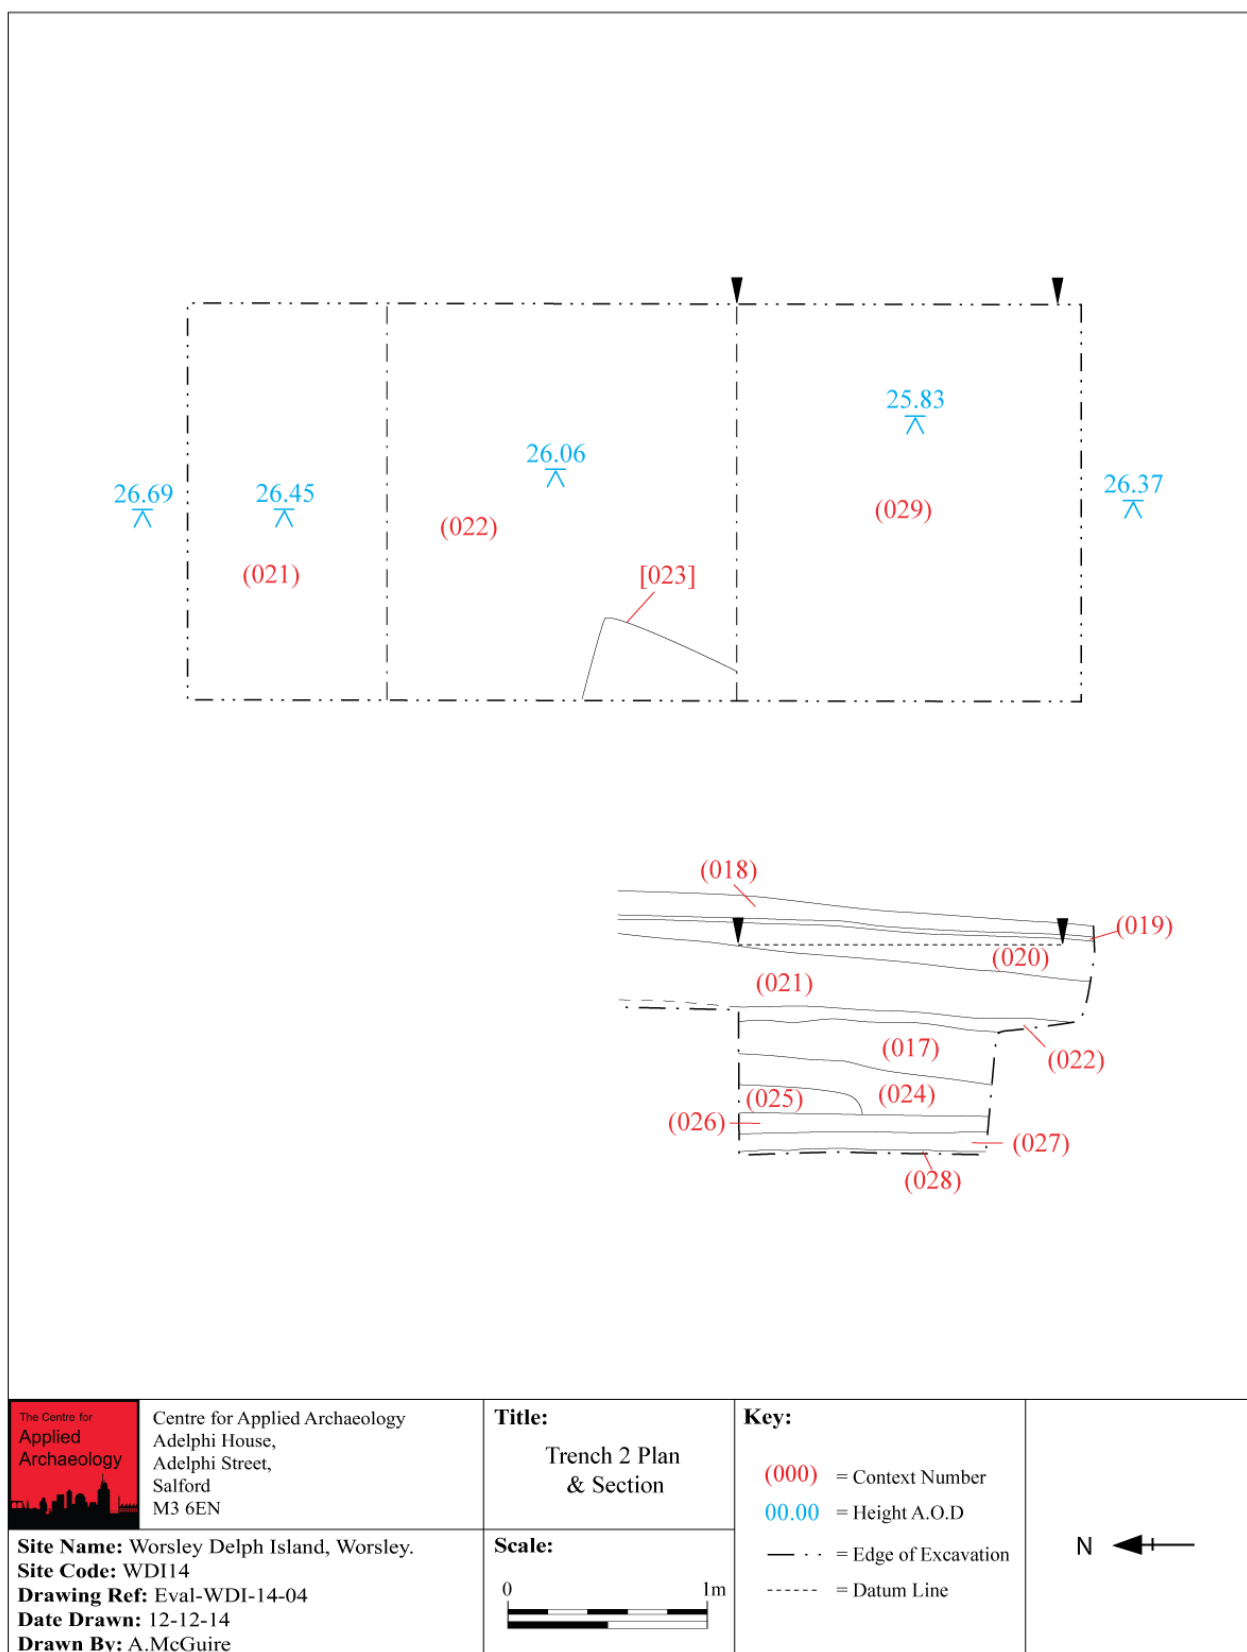 25.83
26.06
26.69
26.45
26.37
(029)
(022)
(021)
[023]
(018)
(019)
(020)
(021)
(017)
(022)
(024)
(025)
(026)
(027)
(028)
The Centre for
Applied
Archaeology
Centre for Applied Archaeology
Adelphi House,
Adelphi Street,
Salford
M3 6EN
Title:
Trench 2 Plan
& Section
Key:
(000) = Context Number
00.00 = Height A.O.D
= Edge of Excavation
= Datum Line
N
Site Name: Worsley Delph Island, Worsley.
Site Code: WDI14
Drawing Ref: Eval-WDI-14-04
Date Drawn: 12-12-14
Drawn By: A.McGuire
Scale:
0 1m